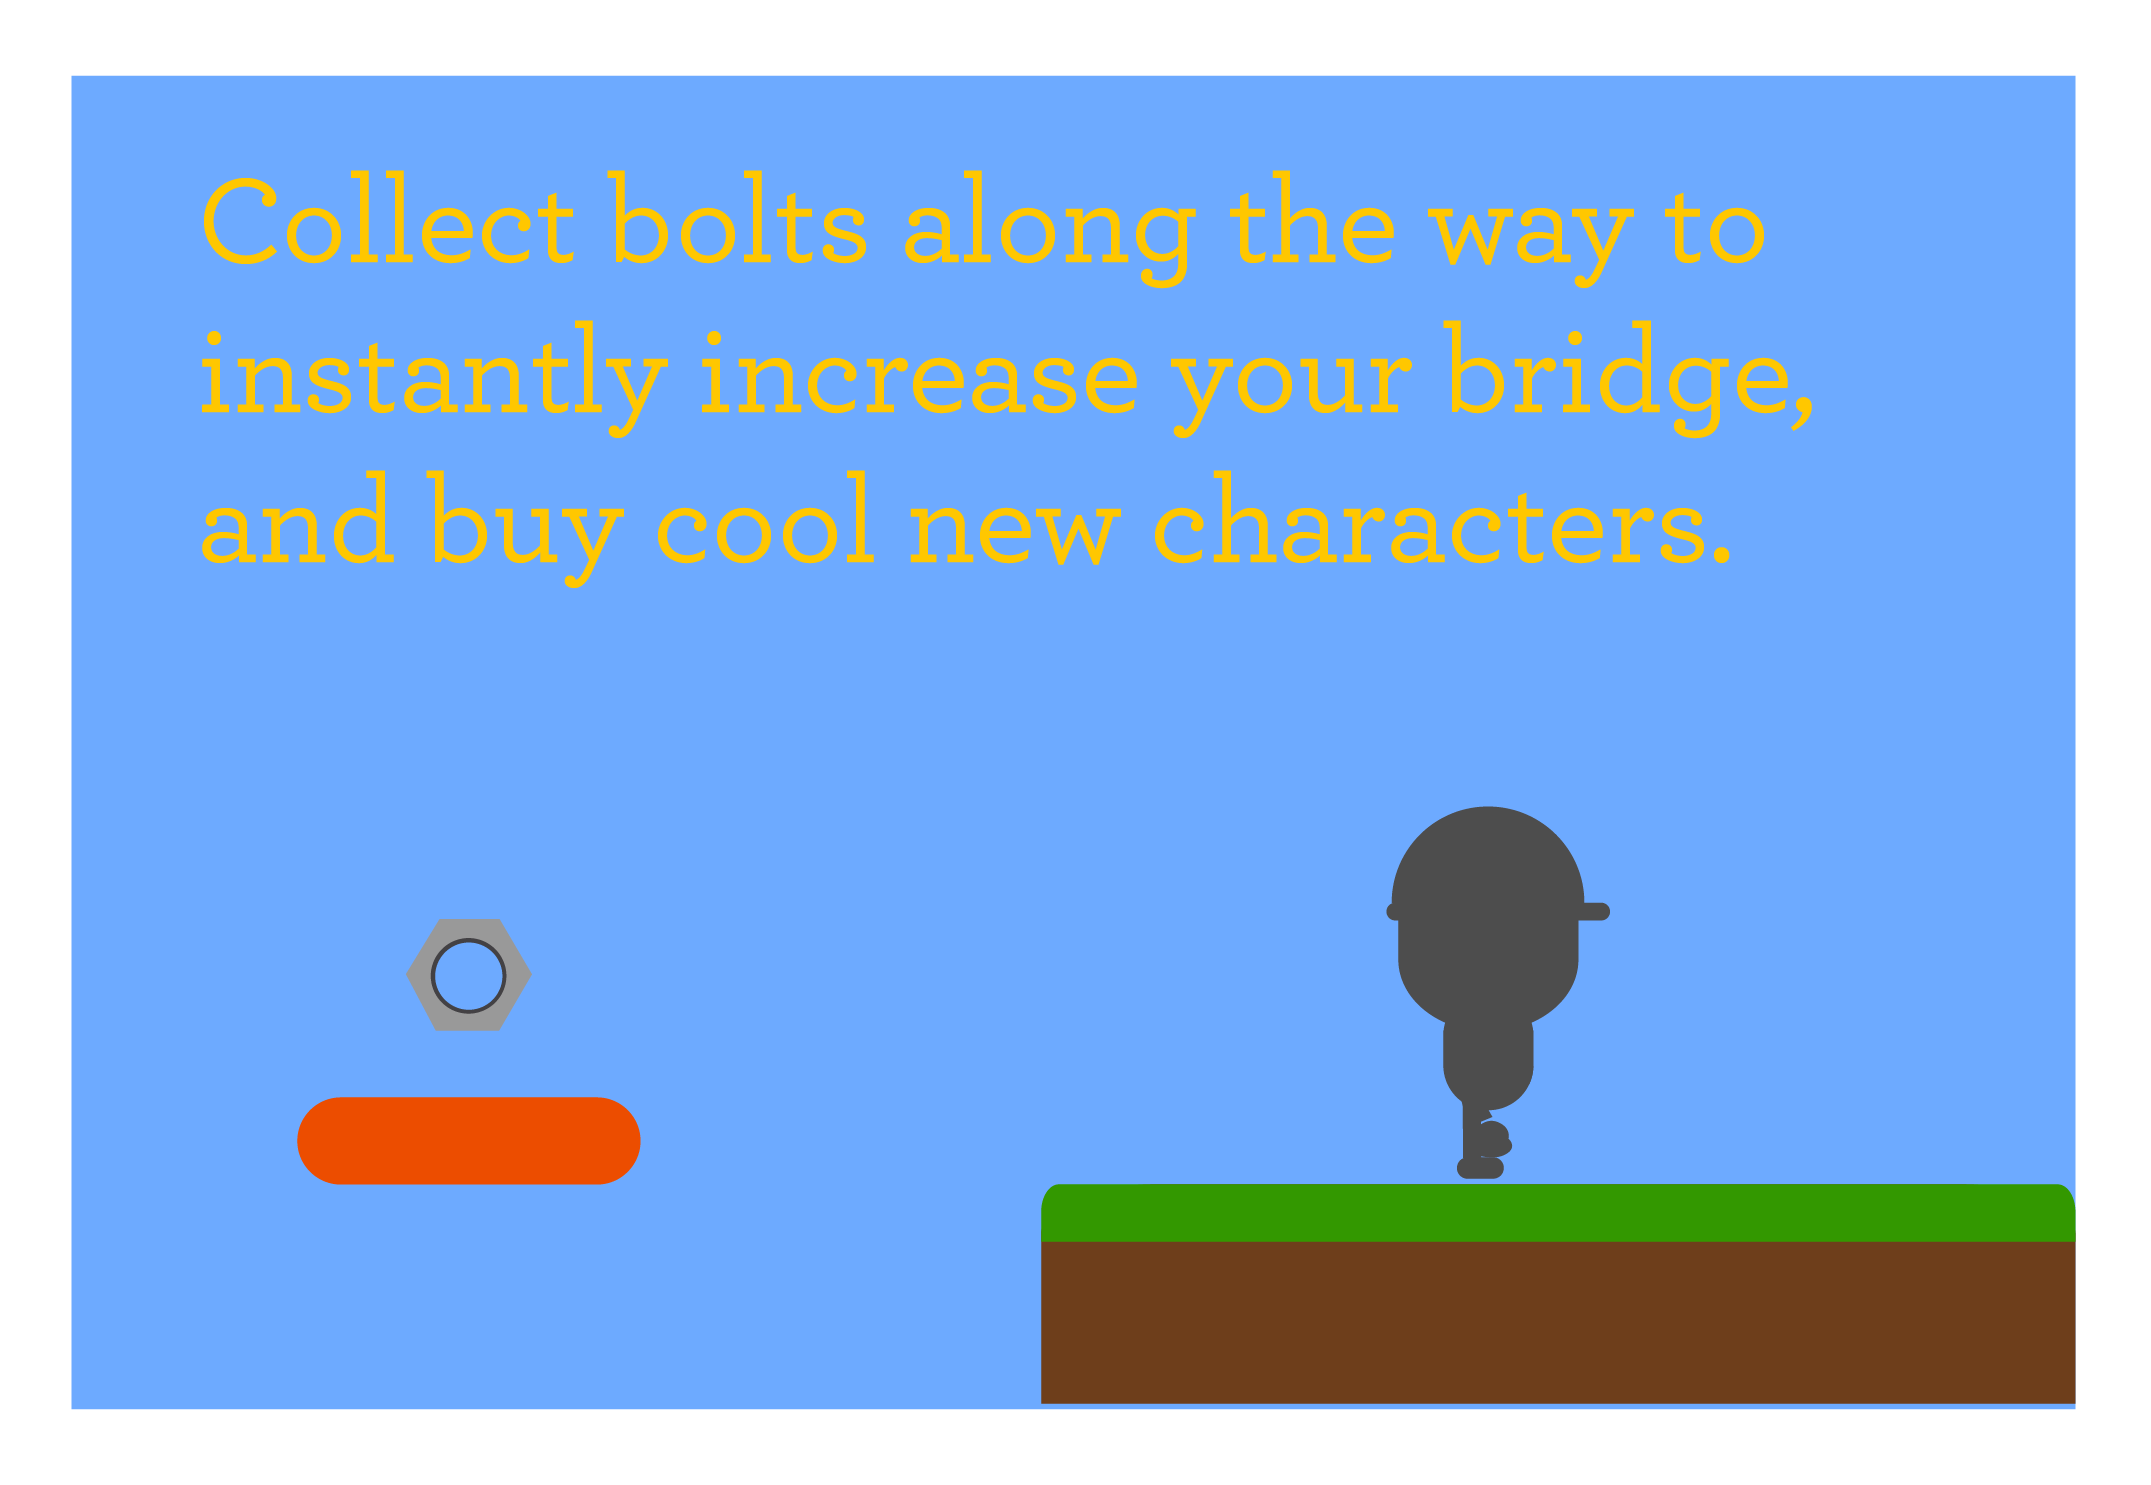 Collect bolts along the way to
instantly increase your bridge,
and buy cool new characters.